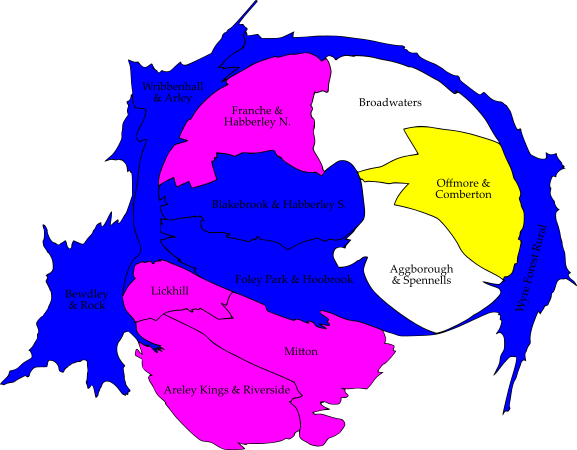 Wribbenhall
& Arley
Franche &
Habberley N.
Broadwaters
Offmore &
Comberton
Blakebrook & Habberley S.
Aggborough
& Spennells
Foley Park & Hoobrook
Wyre Forest Rural
Lickhill
Bewdley
& Rock
Mitton
Areley Kings & Riverside